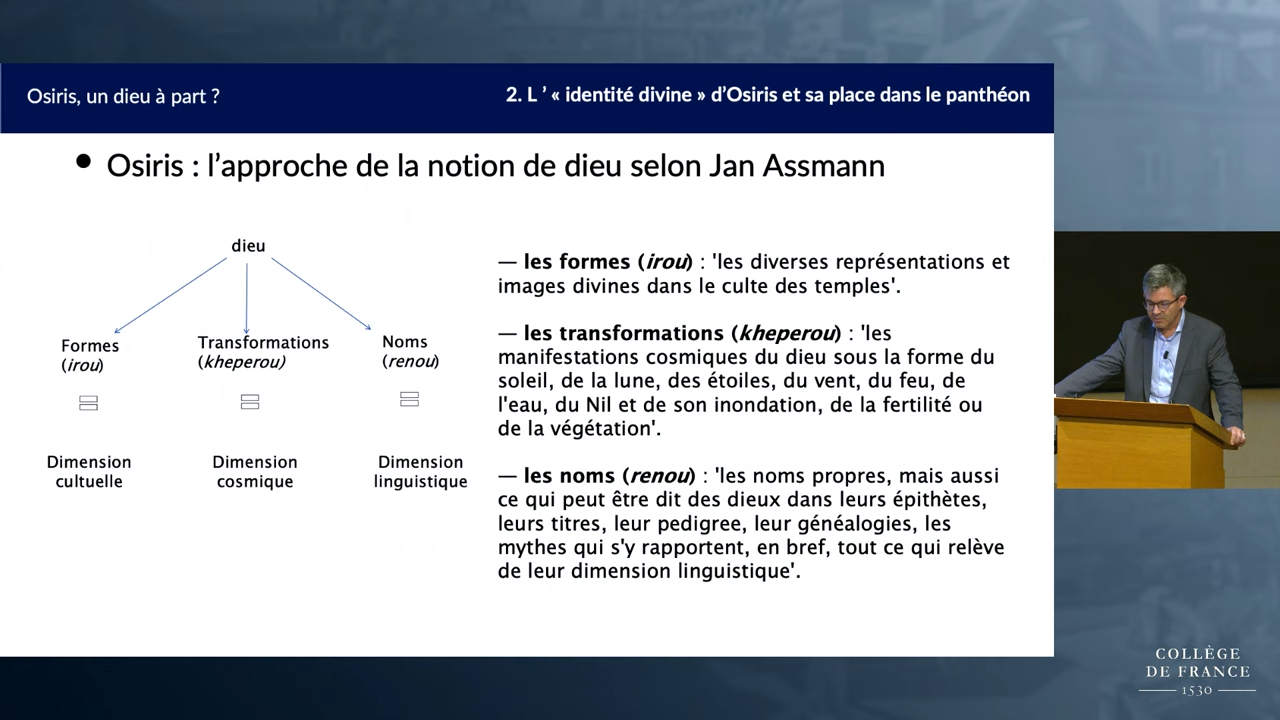 Osiris, un dieu à part ?
2. L ’ « identité divine » d’Osiris et sa place dans le panthéon
• Osiris : l’approche de la notion de dieu selon Jan Assmann
dieu
Formes
(irou)
Transformations
(kheperou)
Noms
(renou)
=
=
=
Dimension
cultuelle
Dimension
cosmique
Dimension
linguistique
— les formes (irou) : 'les diverses représentations et
images divines dans le culte des temples'.
— les transformations (kheperou) : 'les
manifestations cosmiques du dieu sous la forme du
soleil, de la lune, des étoiles, du vent, du feu, de
l'eau, du Nil et de son inondation, de la fertilité ou
de la végétation'.
— les noms (renou) : 'les noms propres, mais aussi
ce qui peut être dit des dieux dans leurs épithètes,
leurs titres, leur pedigree, leur généalogies, les
mythes qui s'y rapportent, en bref, tout ce qui relève
de leur dimension linguistique'.
COLLÈGE
DE FRANCE
1530